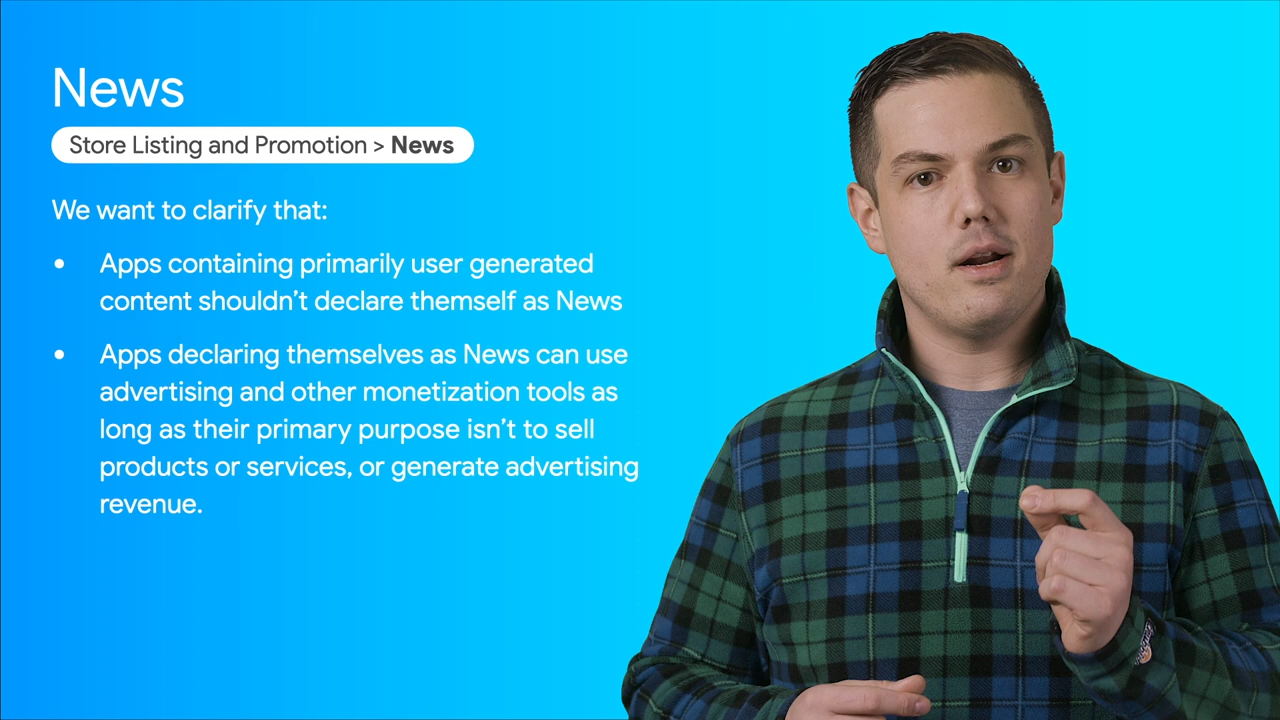 News
Store Listing and Promotion > News
We want to clarify that:
• Apps containing primarily user generated
content shouldn't declare themself as News
• Apps declaring themselves as News can use
advertising and other monetization tools as
long as their primary purpose isn't to sell
products or services, or generate advertising
revenue.